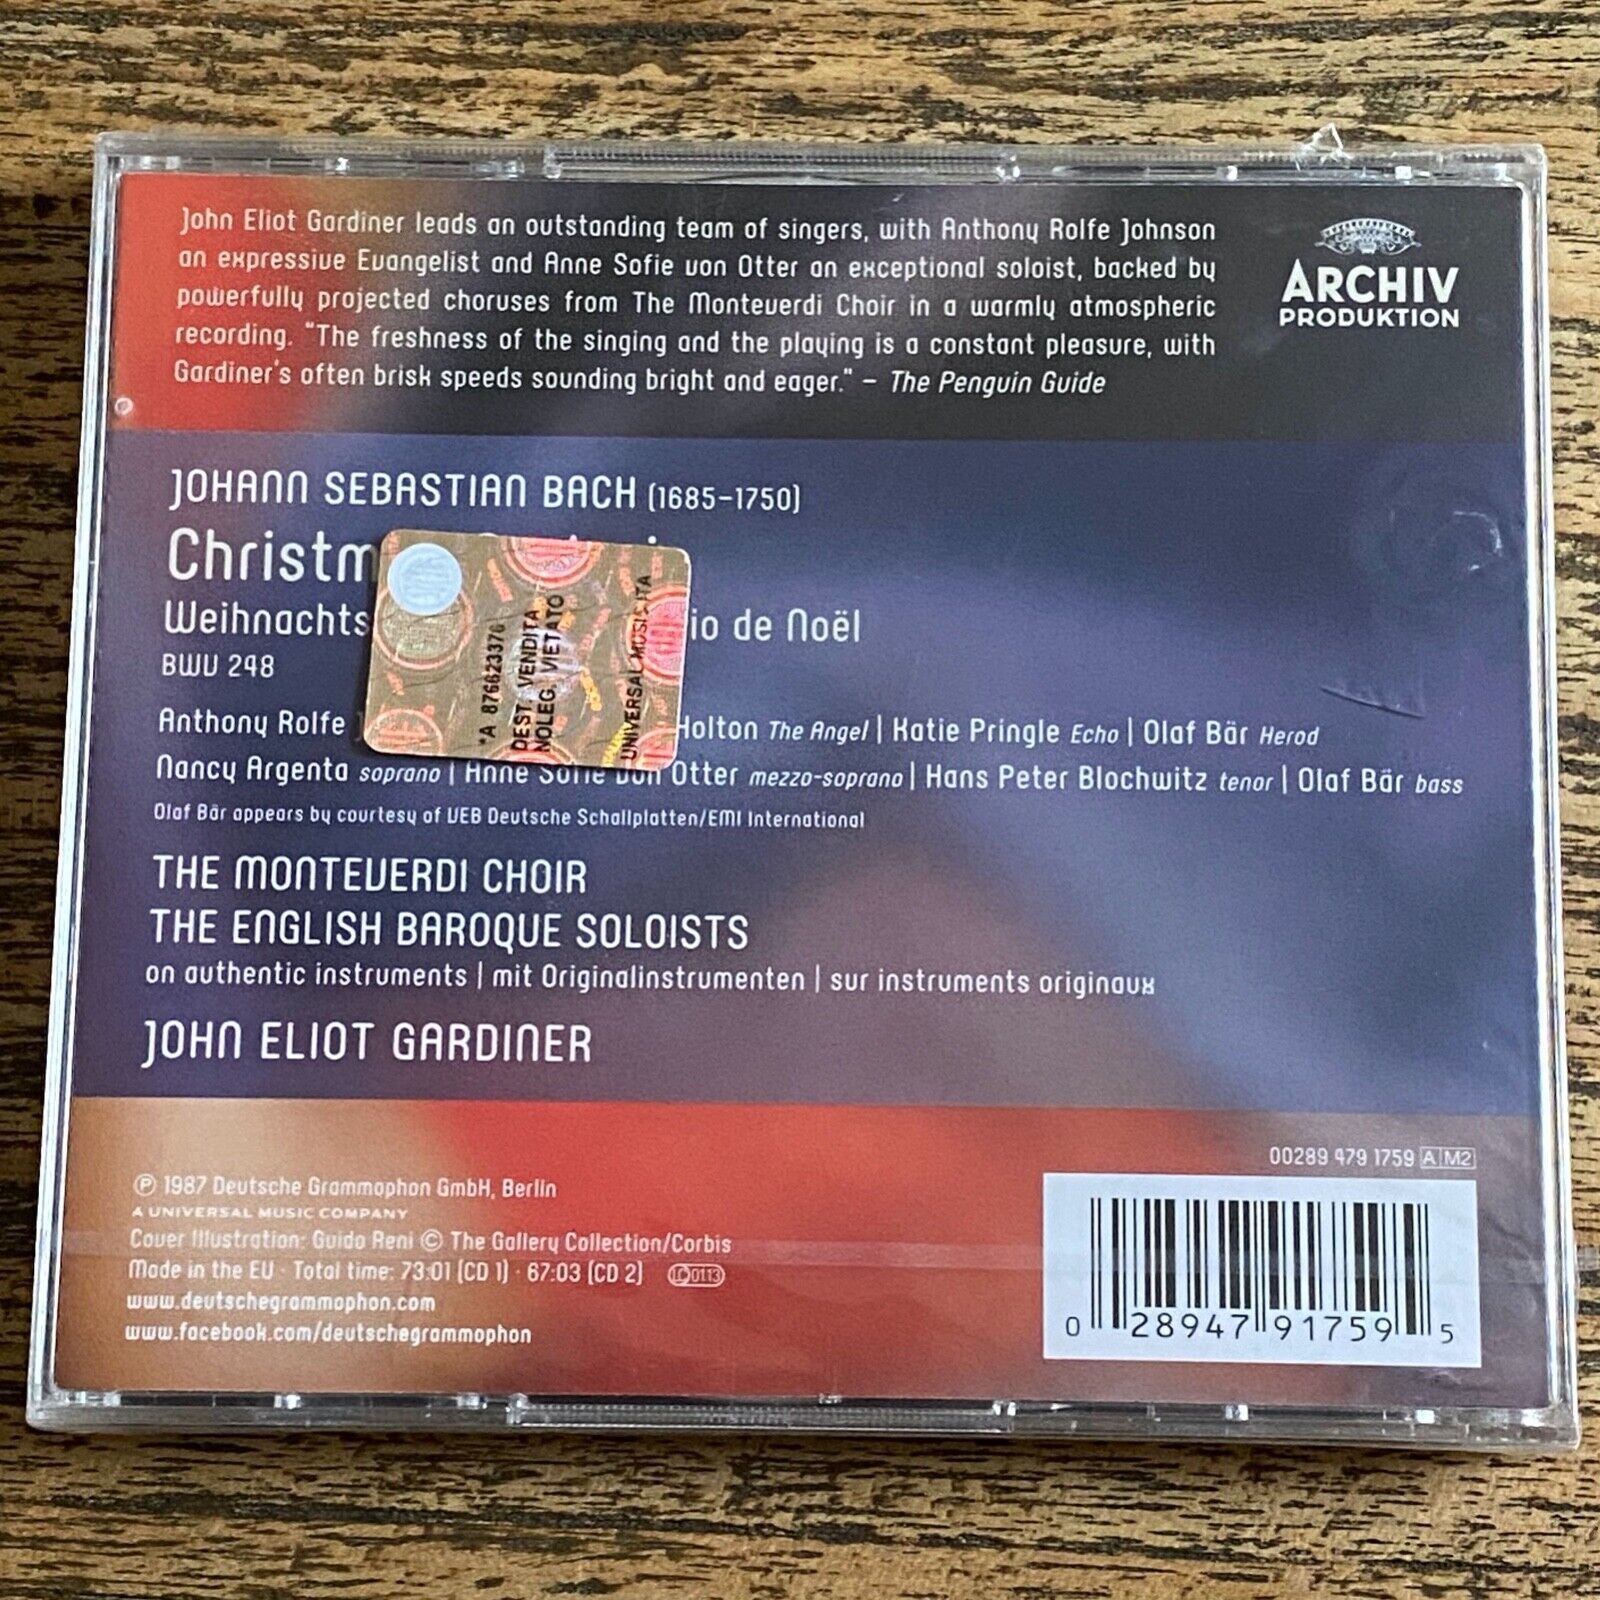 John Eliot Gardiner leads an outstanding team of singers, with Anthony Rolfe Johnson
an expressive Evangelist and Anne Sofie von Otter an exceptional soloist, backed by
powerfully projected choruses from The Monteverdi Choir in a warmly atmospheric
recording. "The freshness of the singing and the playing is a constant pleasure, with
Gardiner's often brisk speeds sounding bright and eager." – The Penguin Guide
ARCHIV
PRODUKTION
JOHANN SEBASTIAN BACH (1685–1750)
Christm
Weihnachts io de Noël
BWV 248
Anthony Rolfe Holton The Angel | Katie Pringle Echo | Olaf Bär Herod
Nancy Argenta soprano | Anne Sofie von Otter mezzo-soprano | Hans Peter Blochwitz tenor | Olaf Bär bass
Olaf Bär appears by courtesy of VEB Deutsche Schallplatten/EMI International
*A 87662337
DEST. VENDITA
NOLEG. VIETATO
UNIVERSAL MUSIC ITA
THE MONTEVERDI CHOIR
THE ENGLISH BAROQUE SOLOISTS
on authentic instruments | mit Originalinstrumenten | sur instruments originaux
JOHN ELIOT GARDINER
00289 479 1759 A M2
℗ 1987 Deutsche Grammophon GmbH, Berlin
A UNIVERSAL MUSIC COMPANY
Cover Illustration: Guido Reni © The Gallery Collection/Corbis
Made in the EU · Total time: 73:01 (CD 1) · 67:03 (CD 2) LC 0113
www.deutschegrammophon.com
www.facebook.com/deutschegrammophon
0 28947 91759 5